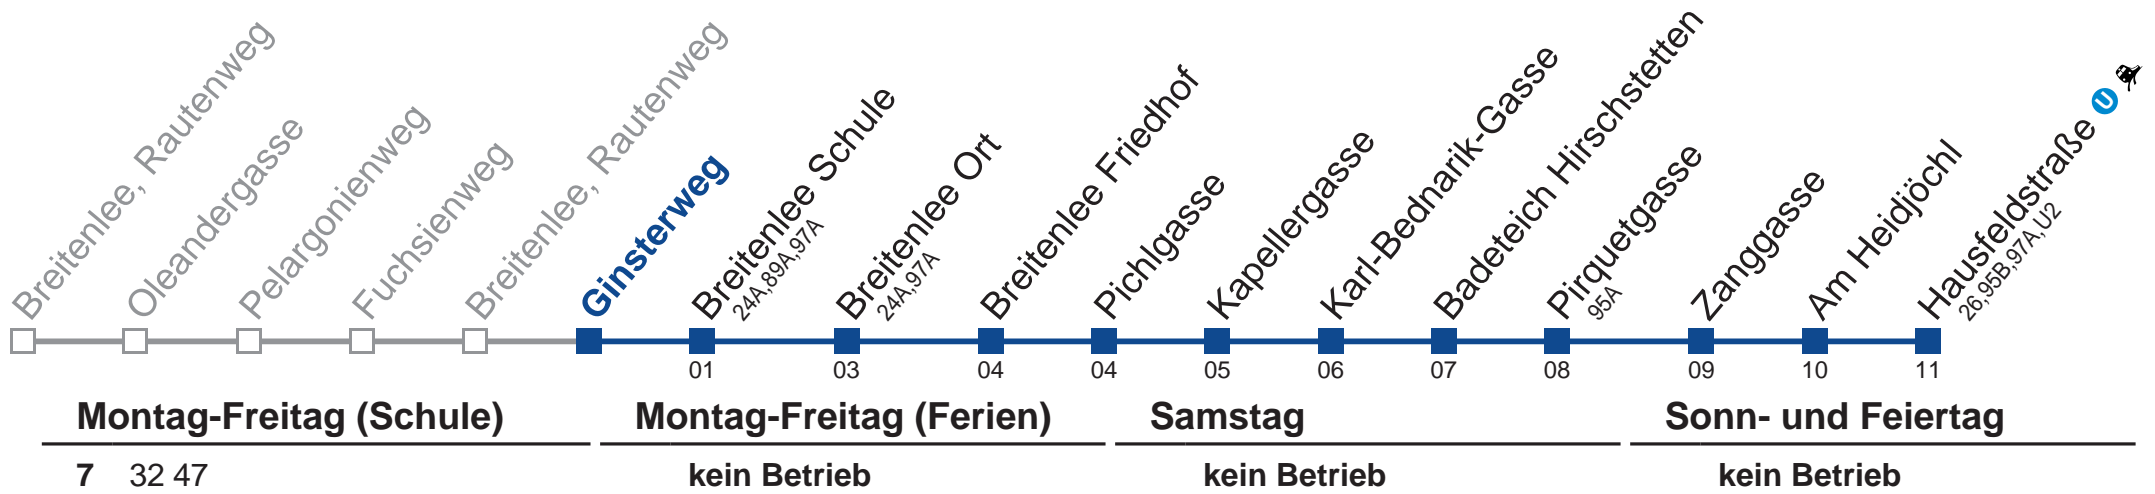 Breitenlee, Rautenweg
Oleandergasse
Pelargonienweg
Fuchsienweg
Breitenlee, Rautenweg
Ginsterweg
Breitenlee Schule
24A,89A,97A
Breitenlee Ort
24A,97A
Breitenlee Friedhof
Pichlgasse
Kapellergasse
Karl-Bednarik-Gasse
Badeteich Hirschstetten
Pirquetgasse
95A
Zanggasse
Am Heidjöchl
Hausfeldstraße U
26,95B,97A,U2
01 03 04 04 05 06 07 08 09 10 11
Montag-Freitag (Schule) Montag-Freitag (Ferien) Samstag Sonn- und Feiertag
7 32 47 kein Betrieb kein Betrieb kein Betrieb